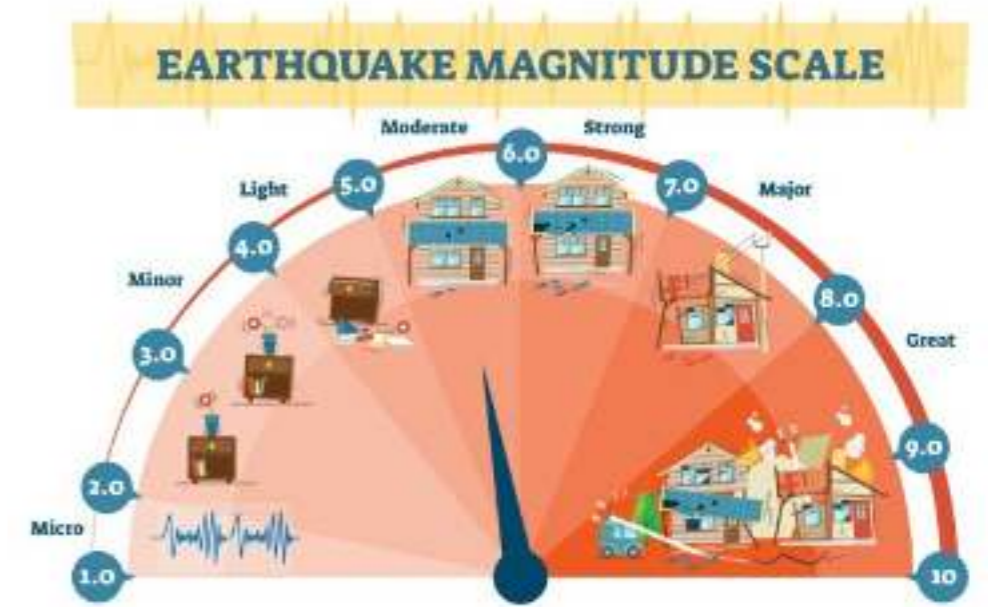 EARTHQUAKE MAGNITUDE SCALE
Moderate
Strong
6.0
5.0
7.0
Light
Major
4.0
Minor
8.0
3.0
Great
9.0
2.0
Micro
1.0
10